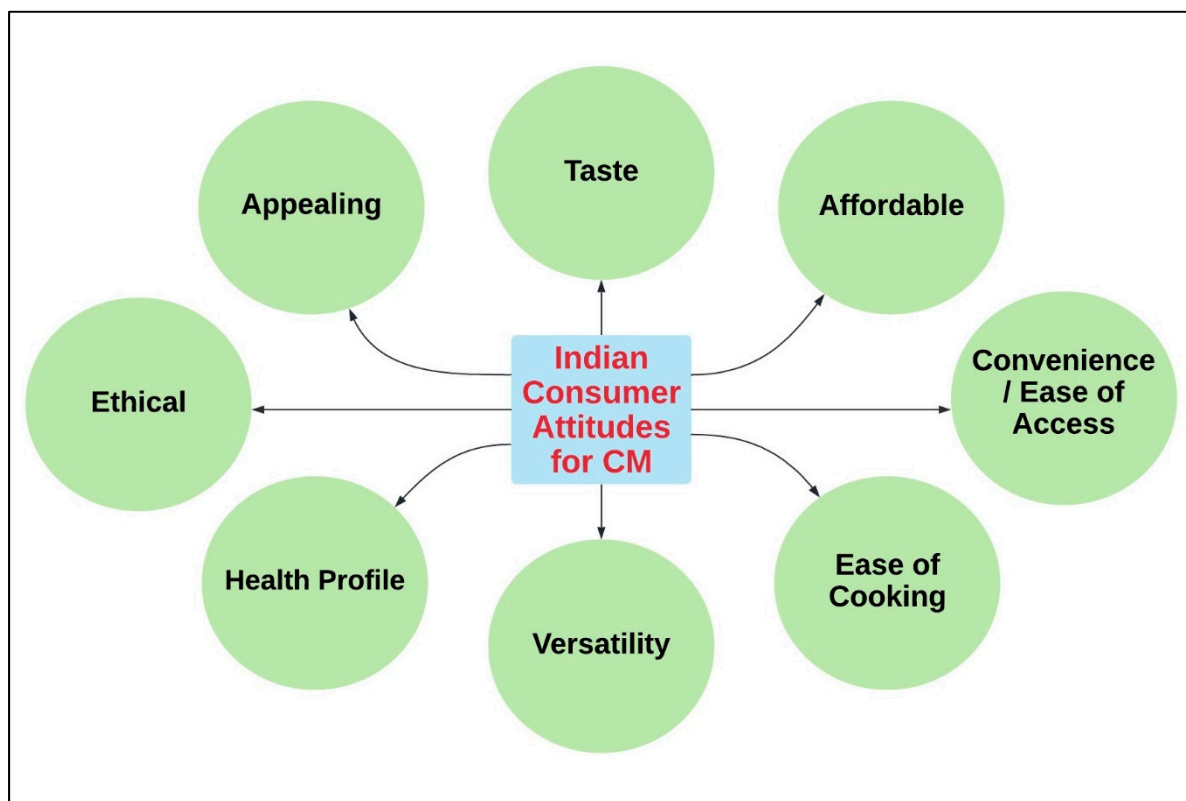 Taste
Appealing
Affordable
Indian
Consumer
Attitudes
for CM
Convenience
/ Ease of
Access
Ethical
Health Profile
Ease of
Cooking
Versatility